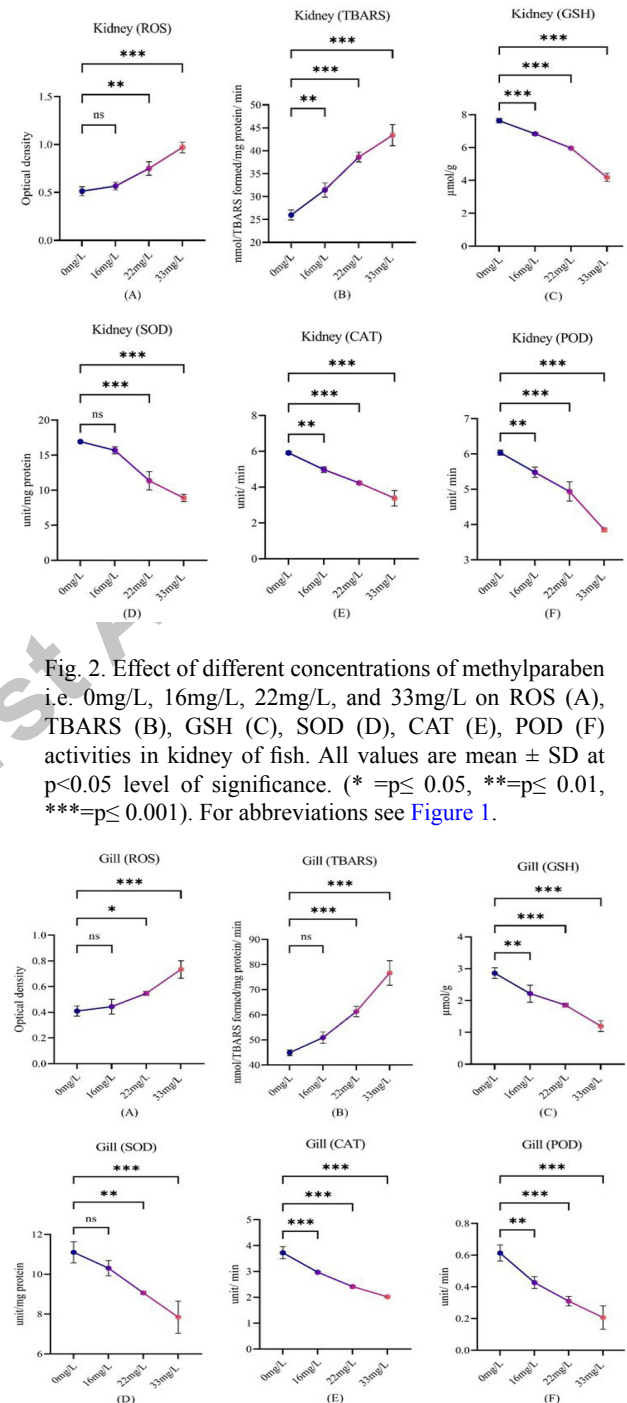 Kidney (ROS)
***
**
ns
Optical density
1.5
1.0
0.5
0.0
0mg/L
16mg/L
22mg/L
33mg/L
(A)
Kidney (TBARS)
***
***
**
nmol/TBARS formed/mg protein/ min
50
45
40
35
30
25
20
0mg/L
16mg/L
22mg/L
33mg/L
(B)
Kidney (GSH)
***
***
***
µmol/g
8
6
4
2
0
0mg/L
16mg/L
22mg/L
33mg/L
(C)
Kidney (SOD)
***
***
ns
unit/mg protein
20
15
10
5
0
0mg/L
16mg/L
22mg/L
33mg/L
(D)
Kidney (CAT)
***
***
**
unit/ min
8
6
4
2
0
0mg/L
16mg/L
22mg/L
33mg/L
(E)
Kidney (POD)
***
***
**
unit/ min
7
6
5
4
3
0mg/L
16mg/L
22mg/L
33mg/L
(F)
Fig. 2. Effect of different concentrations of methylparaben
i.e. 0mg/L, 16mg/L, 22mg/L, and 33mg/L on ROS (A),
TBARS (B), GSH (C), SOD (D), CAT (E), POD (F)
activities in kidney of fish. All values are mean ± SD at
p<0.05 level of significance. (* =p≤ 0.05, **=p≤ 0.01,
***=p≤ 0.001). For abbreviations see Figure 1.
Gill (ROS)
***
*
ns
Optical density
1.0
0.8
0.6
0.4
0.2
0.0
0mg/L
16mg/L
22mg/L
33mg/L
(A)
Gill (TBARS)
***
***
ns
nmol/TBARS formed/mg protein/ min
90
80
70
60
50
40
0mg/L
16mg/L
22mg/L
33mg/L
(B)
Gill (GSH)
***
***
**
µmol/g
4
3
2
1
0
0mg/L
16mg/L
22mg/L
33mg/L
(C)
Gill (SOD)
***
**
ns
unit/mg protein
12
10
8
6
0mg/L
16mg/L
22mg/L
33mg/L
(D)
Gill (CAT)
***
***
***
unit/ min
5
4
3
2
1
0
0mg/L
16mg/L
22mg/L
33mg/L
(E)
Gill (POD)
***
***
**
unit/ min
0.8
0.6
0.4
0.2
0.0
0mg/L
16mg/L
22mg/L
33mg/L
(F)